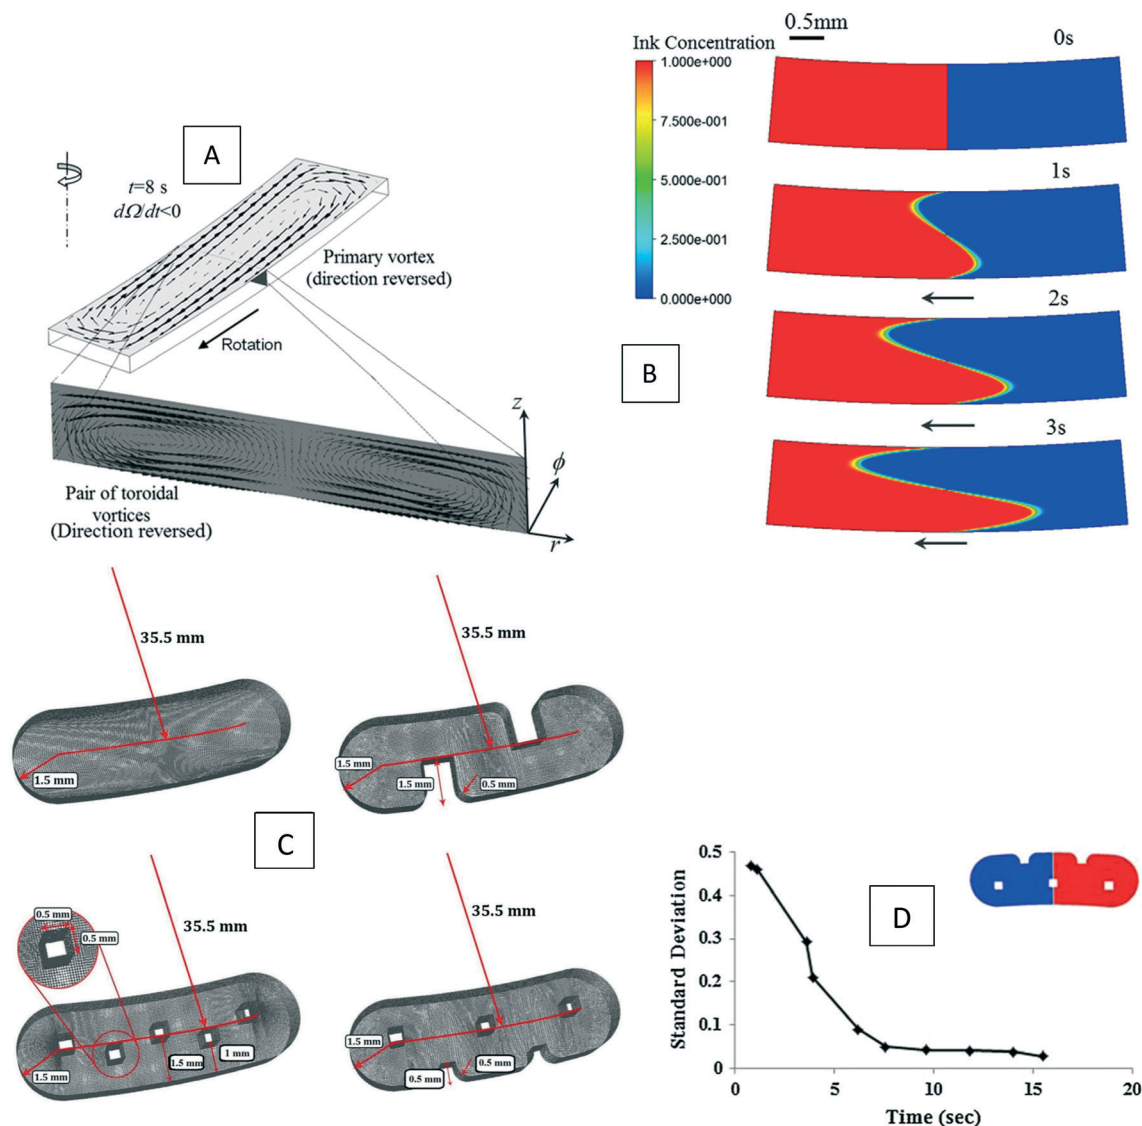 A
t=8 s
dΩ/dt<0
Primary vortex
(direction reversed)
Rotation
Pair of toroidal
vortices
(Direction reversed)
z
ϕ
r
B
0.5mm
Ink Concentration
1.000e+000
7.500e-001
5.000e-001
2.500e-001
0.000e+000
0s
1s
2s
3s
C
35.5 mm
1.5 mm
35.5 mm
1.5 mm
1.5 mm
0.5 mm
35.5 mm
0.5 mm
0.5 mm
1.5 mm
1.5 mm
1 mm
35.5 mm
1.5 mm
0.5 mm
0.5 mm
D
Standard Deviation
0.5
0.4
0.3
0.2
0.1
0
0 5 10 15 20
Time (sec)